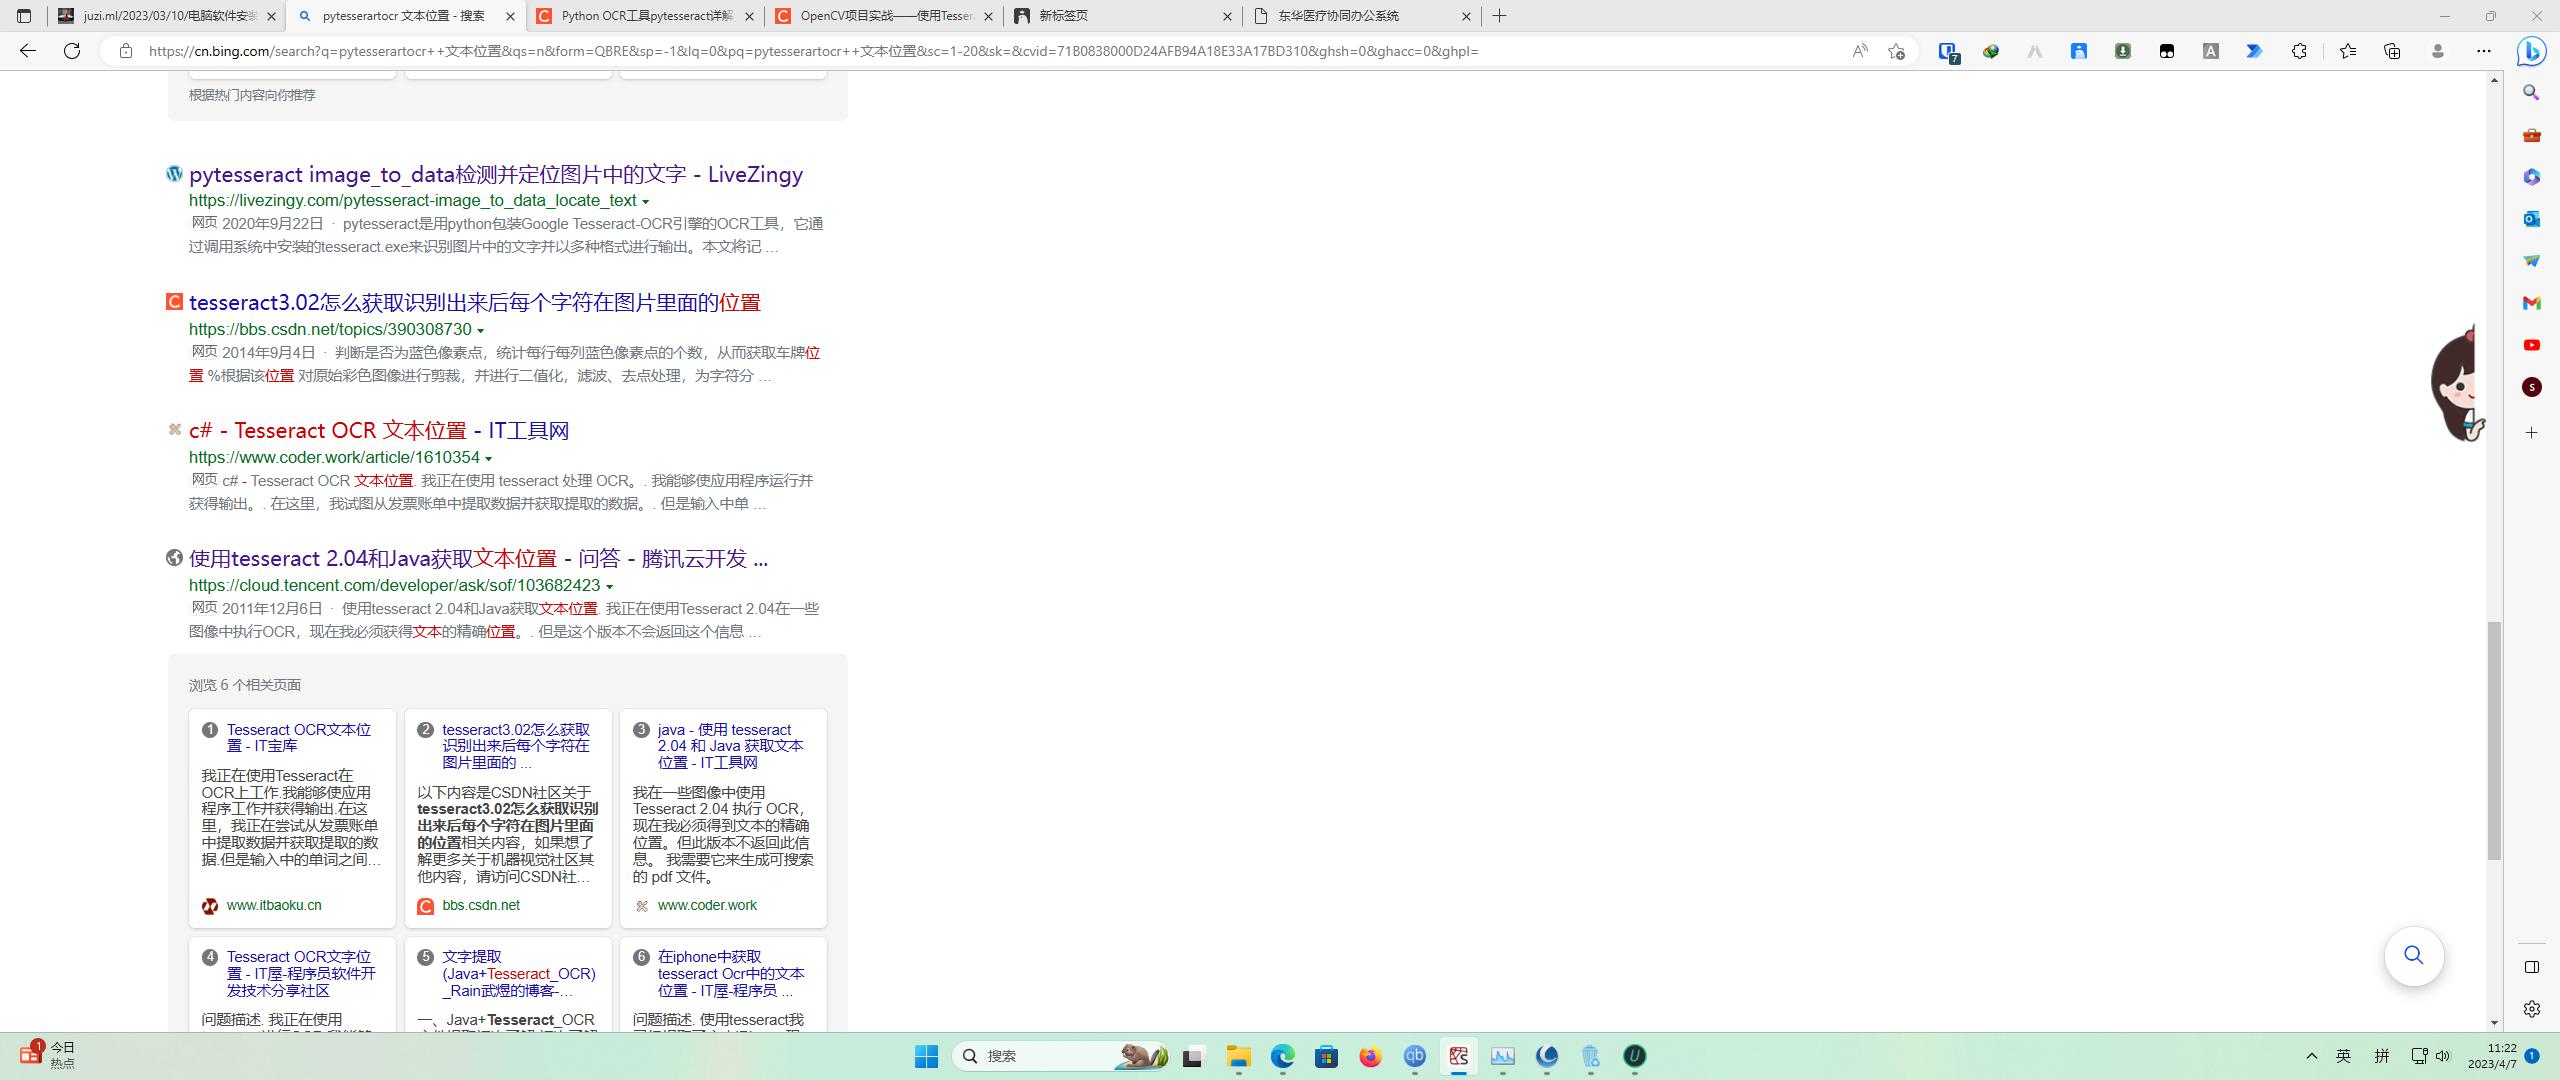 juzi.ml/2023/03/10/电脑软件安装
pytesserartocr 文本位置 - 搜索
Python OCR工具pytesseract详解
OpenCV项目实战——使用Tesser
新标签页
东华医疗协同办公系统
https://cn.bing.com/search?q=pytesserartocr++文本位置&qs=n&form=QBRE&sp=-1&lq=0&pq=pytesserartocr++文本位置&sc=1-20&sk=&cvid=71B0838000D24AFB94A18E33A17BD310&ghsh=0&ghacc=0&ghpl=
7
根据热门内容向你推荐
pytesseract image_to_data检测并定位图片中的文字 - LiveZingy
https://livezingy.com/pytesseract-image_to_data_locate_text
网页 2020年9月22日 · pytesseract是用python包装Google Tesseract-OCR引擎的OCR工具，它通
过调用系统中安装的tesseract.exe来识别图片中的文字并以多种格式进行输出。本文将记 ...
tesseract3.02怎么获取识别出来后每个字符在图片里面的位置
https://bbs.csdn.net/topics/390308730
网页 2014年9月4日 · 判断是否为蓝色像素点，统计每行每列蓝色像素点的个数，从而获取车牌位
置 %根据该位置 对原始彩色图像进行剪裁，并进行二值化，滤波、去点处理，为字符分 ...
c# - Tesseract OCR 文本位置 - IT工具网
https://www.coder.work/article/1610354
网页 c# - Tesseract OCR 文本位置. 我正在使用 tesseract 处理 OCR。. 我能够使应用程序运行并
获得输出。. 在这里，我试图从发票账单中提取数据并获取提取的数据。. 但是输入中单 ...
使用tesseract 2.04和Java获取文本位置 - 问答 - 腾讯云开发 ...
https://cloud.tencent.com/developer/ask/sof/103682423
网页 2011年12月6日 · 使用tesseract 2.04和Java获取文本位置. 我正在使用Tesseract 2.04在一些
图像中执行OCR，现在我必须获得文本的精确位置。. 但是这个版本不会返回这个信息 ...
浏览 6 个相关页面
1 Tesseract OCR文本位
置 - IT宝库
我正在使用Tesseract在
OCR上工作.我能够使应用
程序工作并获得输出.在这
里，我正在尝试从发票账单
中提取数据并获取提取的数
据.但是输入中的单词之间...
www.itbaoku.cn
2 tesseract3.02怎么获取
识别出来后每个字符在
图片里面的 ...
以下内容是CSDN社区关于
tesseract3.02怎么获取识别
出来后每个字符在图片里面
的位置相关内容，如果想了
解更多关于机器视觉社区其
他内容，请访问CSDN社...
bbs.csdn.net
3 java - 使用 tesseract
2.04 和 Java 获取文本
位置 - IT工具网
我在一些图像中使用
Tesseract 2.04 执行 OCR，
现在我必须得到文本的精确
位置。但此版本不返回此信
息。 我需要它来生成可搜索
的 pdf 文件。
www.coder.work
4 Tesseract OCR文字位
置 - IT屋-程序员软件开
发技术分享社区
问题描述. 我正在使用
5 文字提取
(Java+Tesseract_OCR)
_Rain武煜的博客-...
一、Java+Tesseract_OCR
6 在iphone中获取
tesseract Ocr中的文本
位置 - IT屋-程序员 ...
问题描述. 使用tesseract我
1
今日
热点
搜索
英
拼
11:22
2023/4/7
1